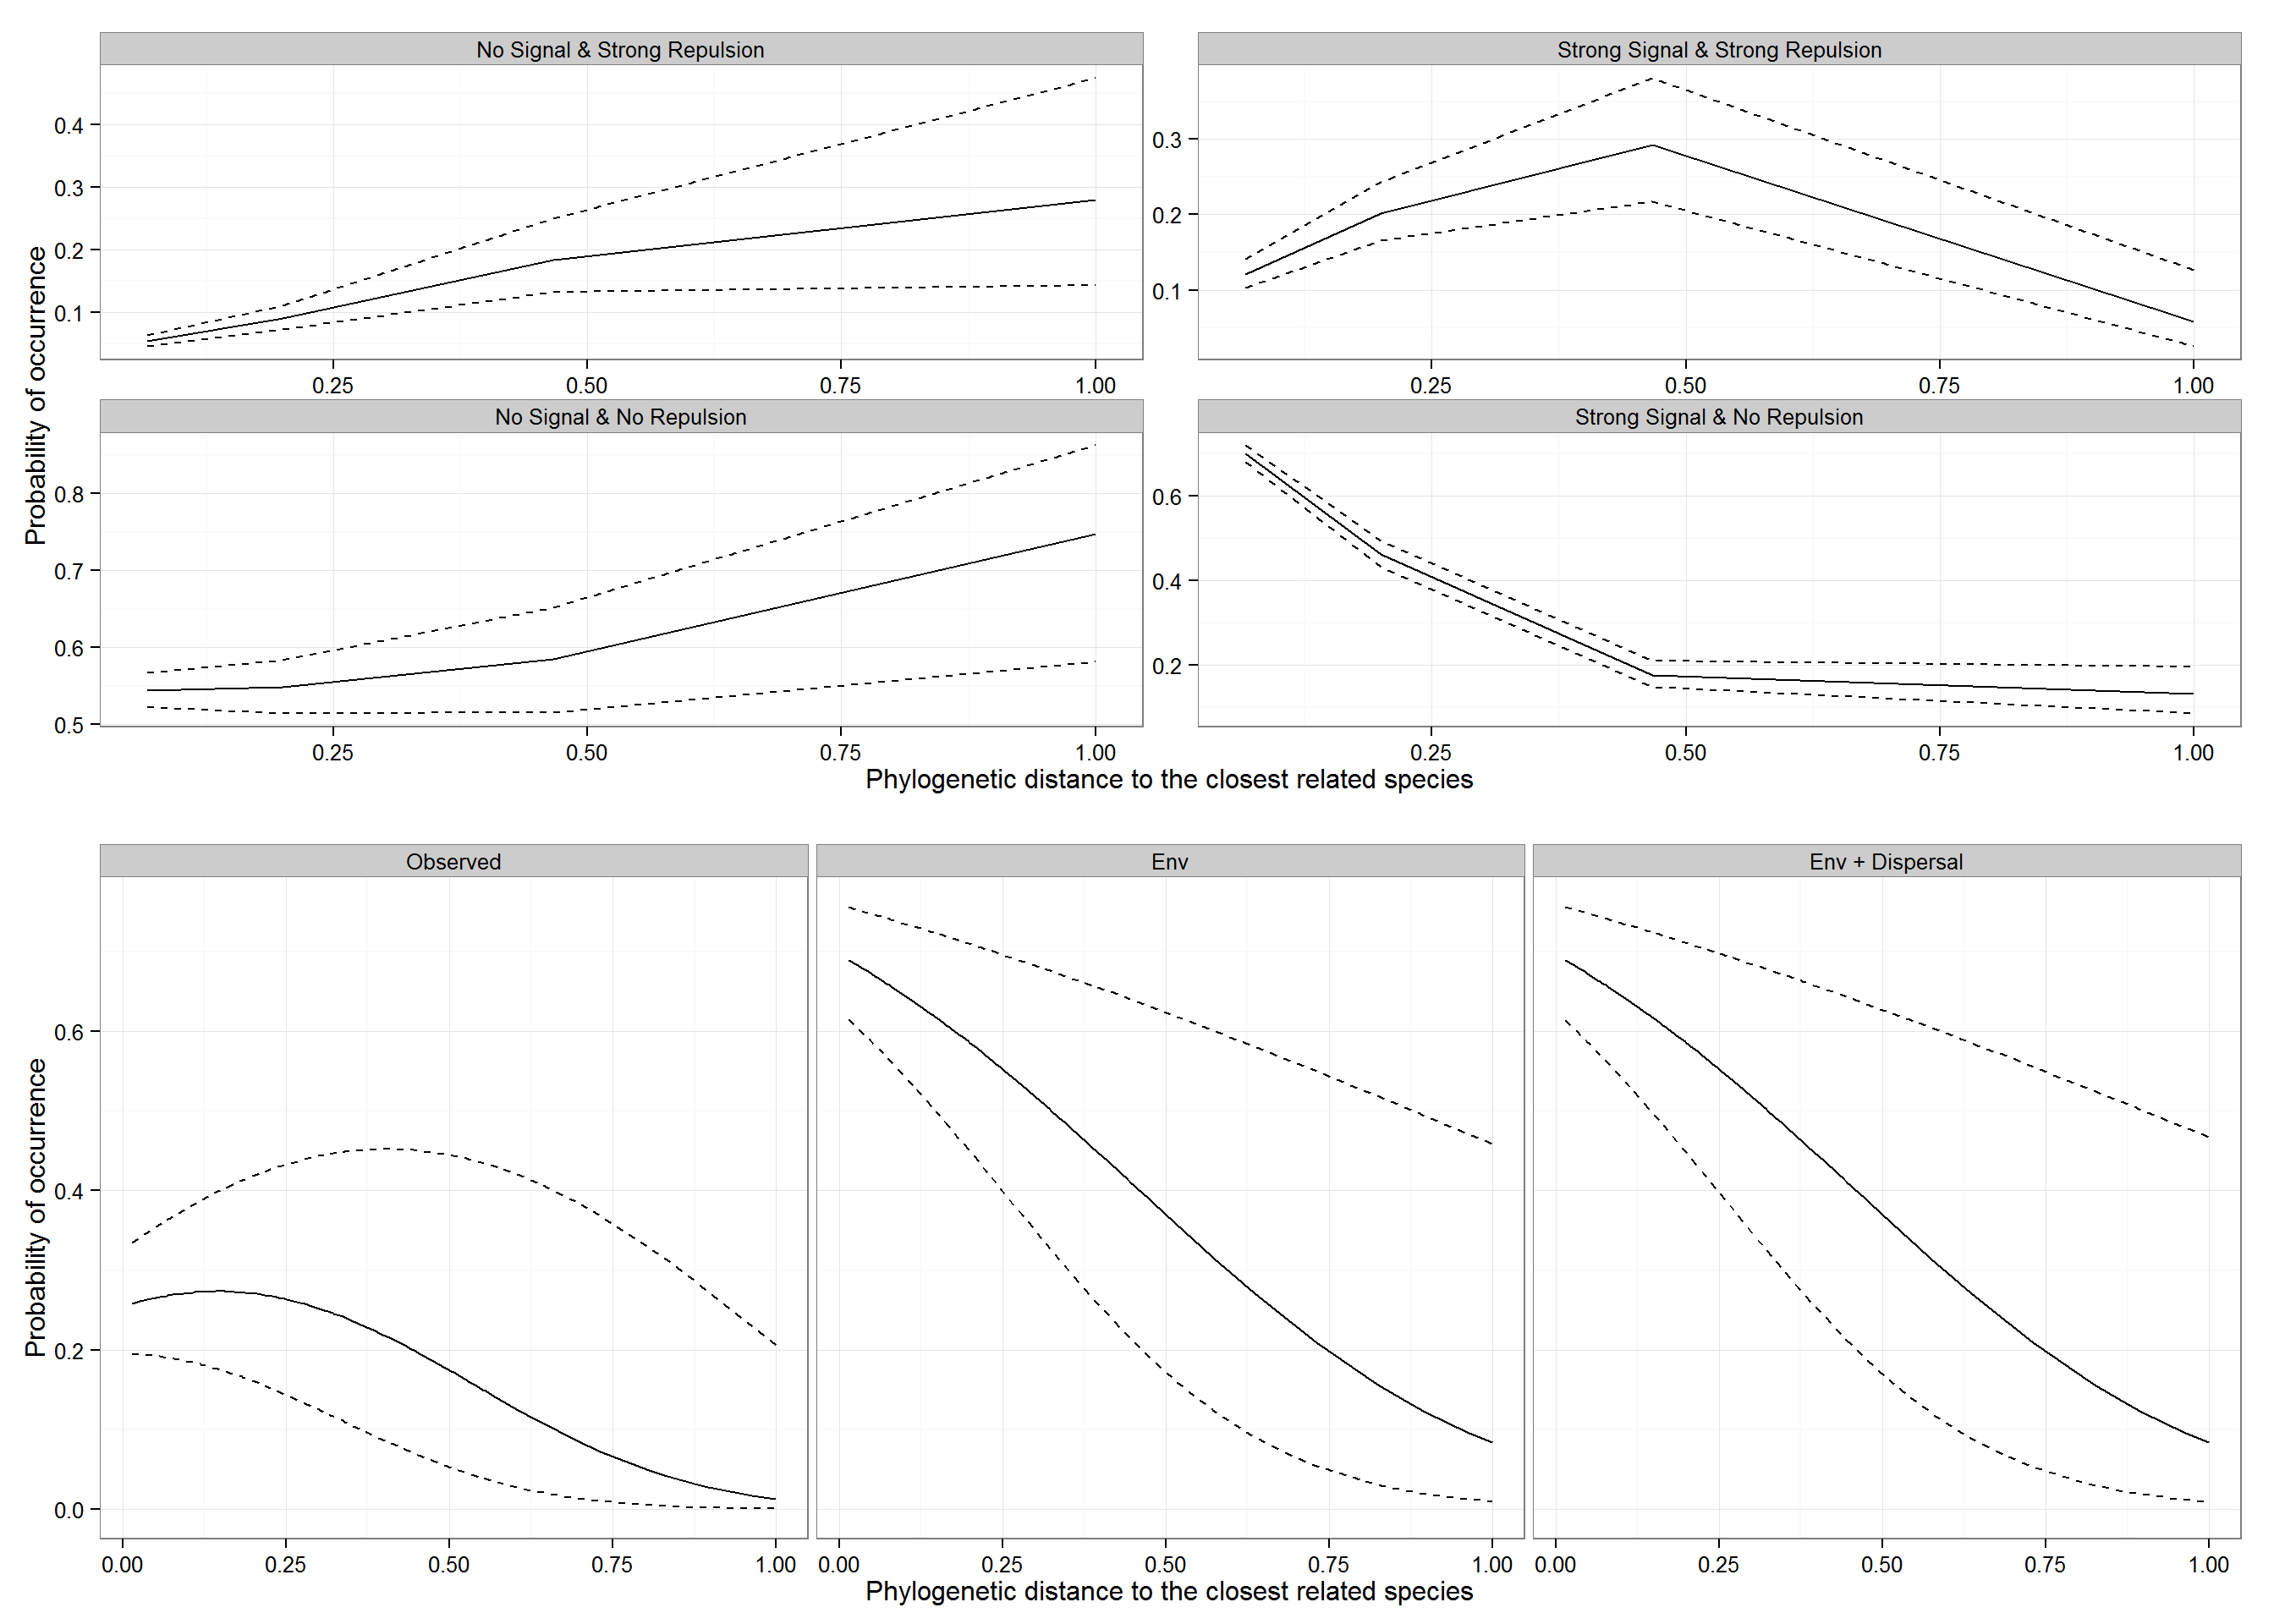 No Signal & Strong Repulsion
Strong Signal & Strong Repulsion
0.4
0.3
0.2
0.1
0.3
0.2
0.1
0.25 0.50 0.75 1.00
0.25 0.50 0.75 1.00
Probability of occurrence
No Signal & No Repulsion
Strong Signal & No Repulsion
0.8
0.7
0.6
0.5
0.6
0.4
0.2
0.25 0.50 0.75 1.00
0.25 0.50 0.75 1.00
Phylogenetic distance to the closest related species
Observed
Env
Env + Dispersal
Probability of occurrence
0.6
0.4
0.2
0.0
0.00 0.25 0.50 0.75 1.00
0.00 0.25 0.50 0.75 1.00
0.00 0.25 0.50 0.75 1.00
Phylogenetic distance to the closest related species